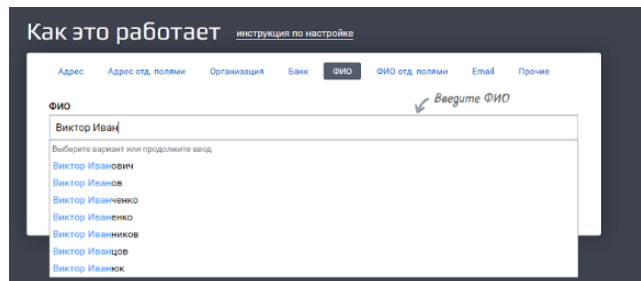 Как это работает инструкция по настройке
Адрес Адрес отд. полями Организация Банк ФИО ФИО отд. полями Email Прочие
Введите ФИО
ФИО
Виктор Иван
Выберите вариант или продолжите ввод
Виктор Иванович
Виктор Иванов
Виктор Иванченко
Виктор Иваненко
Виктор Иванников
Виктор Иванцов
Виктор Иванюк